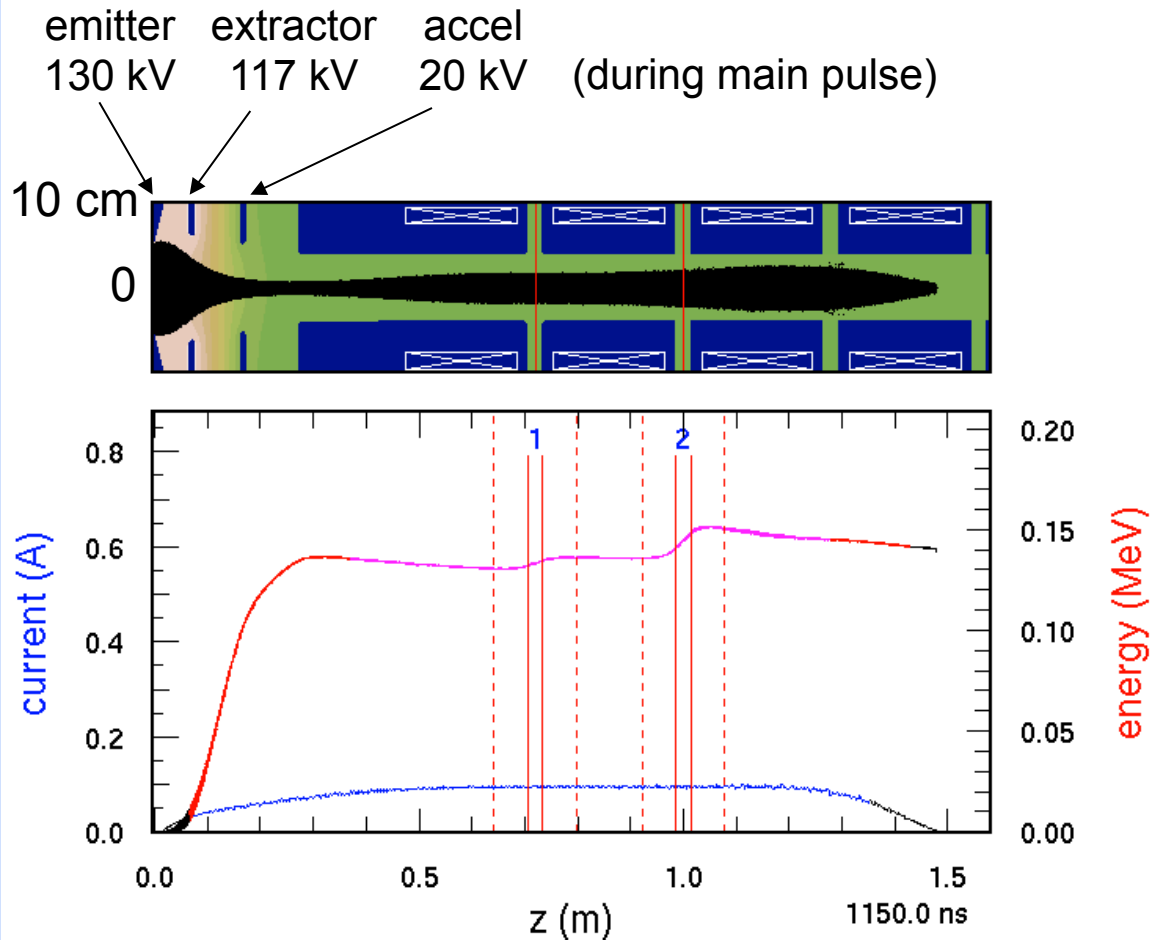 emitter extractor accel
130 kV 117 kV 20 kV (during main pulse)
10 cm
0
1 2
0.8
0.6
0.4
0.2
0.0
current (A)
0.20
0.15
0.10
0.05
0.00
energy (MeV)
0.0 0.5 1.0 1.5
z (m)
1150.0 ns